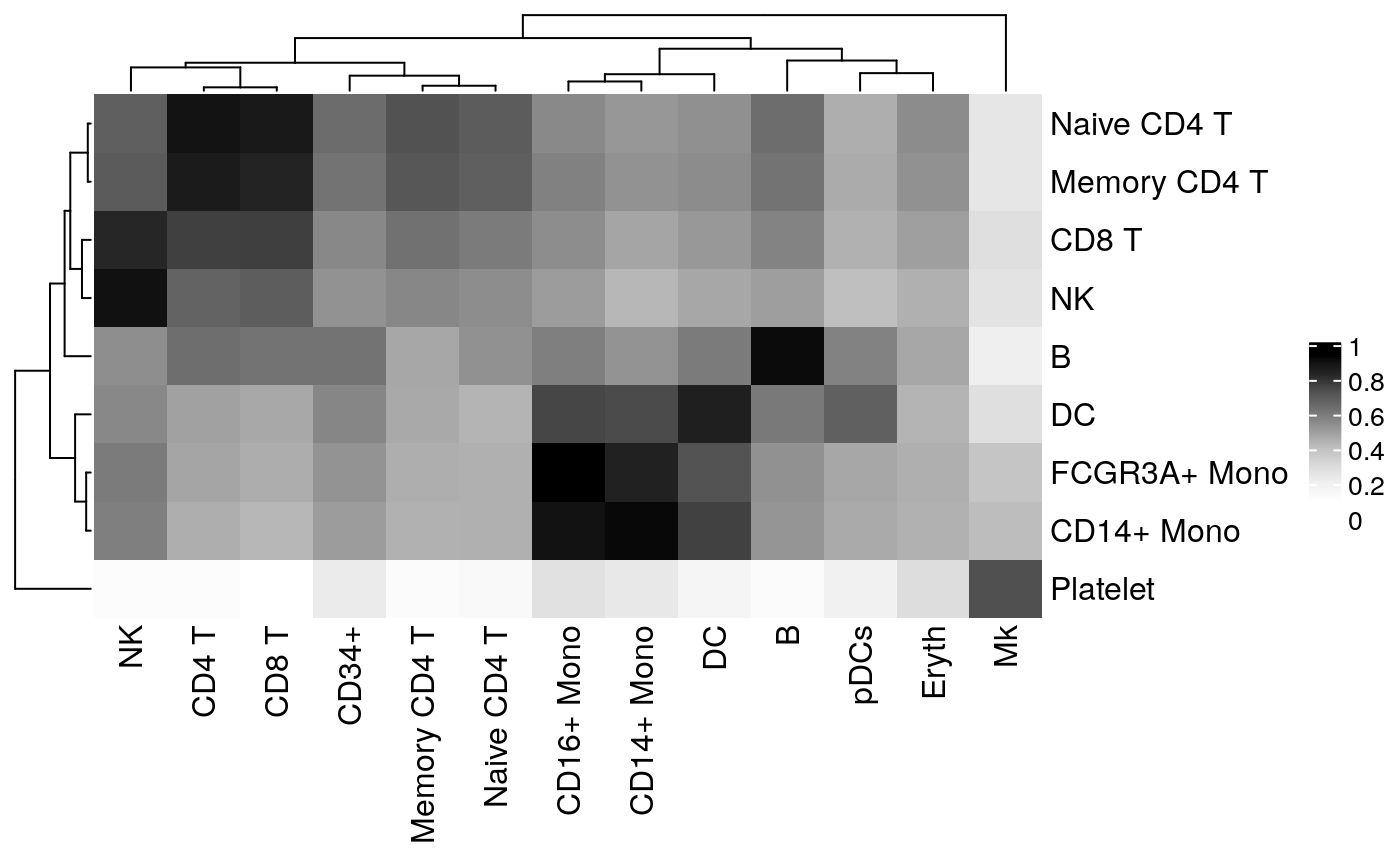 Naive CD4 T
Memory CD4 T
CD8 T
NK
B
DC
FCGR3A+ Mono
CD14+ Mono
Platelet
1
0.8
0.6
0.4
0.2
0
NK
CD4 T
CD8 T
CD34+
Memory CD4 T
Naive CD4 T
CD16+ Mono
CD14+ Mono
DC
B
pDCs
Eryth
Mk